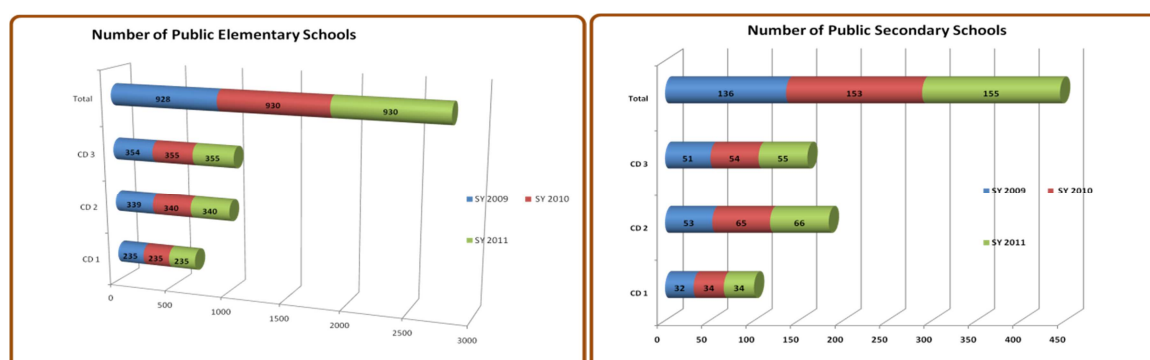 Number of Public Elementary Schools
Total
928 930 930
CD 3
354 355 355
CD 2
339 340 340
CD 1
235 235 235
0 500 1000 1500 2000 2500 3000
SY 2009 SY 2010
SY 2011
Number of Public Secondary Schools
Total
136 153 155
CD 3
51 54 55
CD 2
53 65 66
CD 1
32 34 34
0 50 100 150 200 250 300 350 400 450
SY 2009 SY 2010
SY 2011